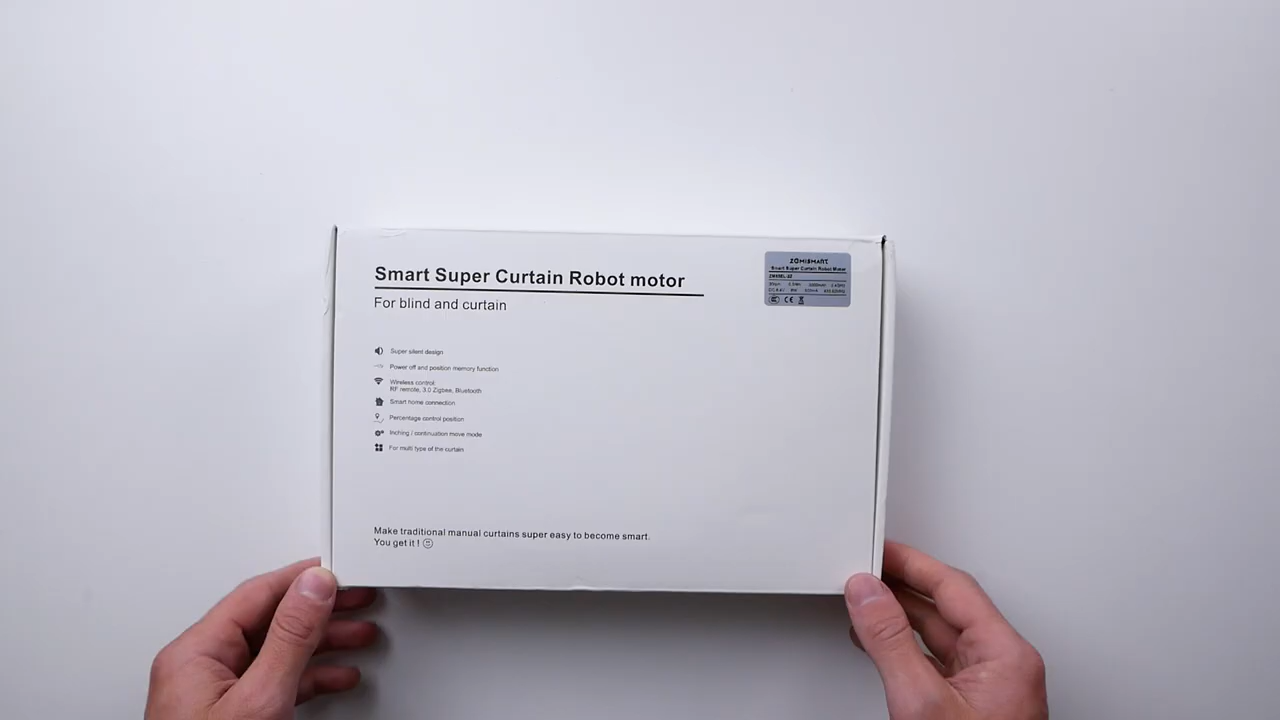 Smart Super Curtain Robot motor
For blind and curtain
ZEMISMART
Smart Super Curtain Robot Motor
Super silent design
Power off and position memory function
Wireless control:
RF remote, 3.0 Zigbee, Bluetooth
Smart home connection
Percentage control position
Inching / continuation move mode
For multi type of the curtain
Make traditional manual curtains super easy to become smart.
You get it !